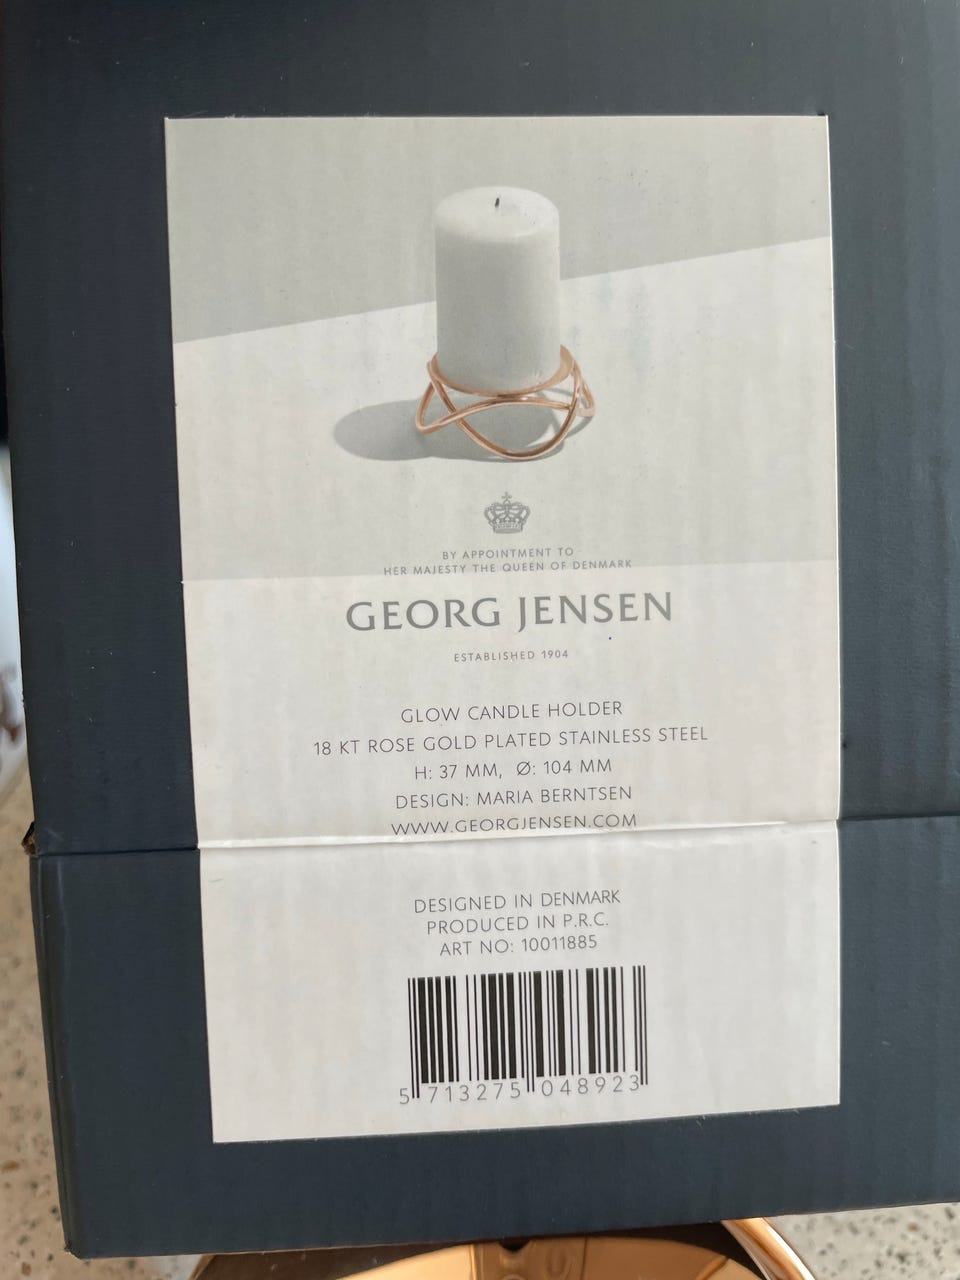 BY APPOINTMENT TO
HER MAJESTY THE QUEEN OF DENMARK
GEORG JENSEN
ESTABLISHED 1904
GLOW CANDLE HOLDER
18 KT ROSE GOLD PLATED STAINLESS STEEL
H: 37 MM, Ø: 104 MM
DESIGN: MARIA BERNTSEN
WWW.GEORGJENSEN.COM
DESIGNED IN DENMARK
PRODUCED IN P.R.C.
ART NO: 10011885
5 713275 048923